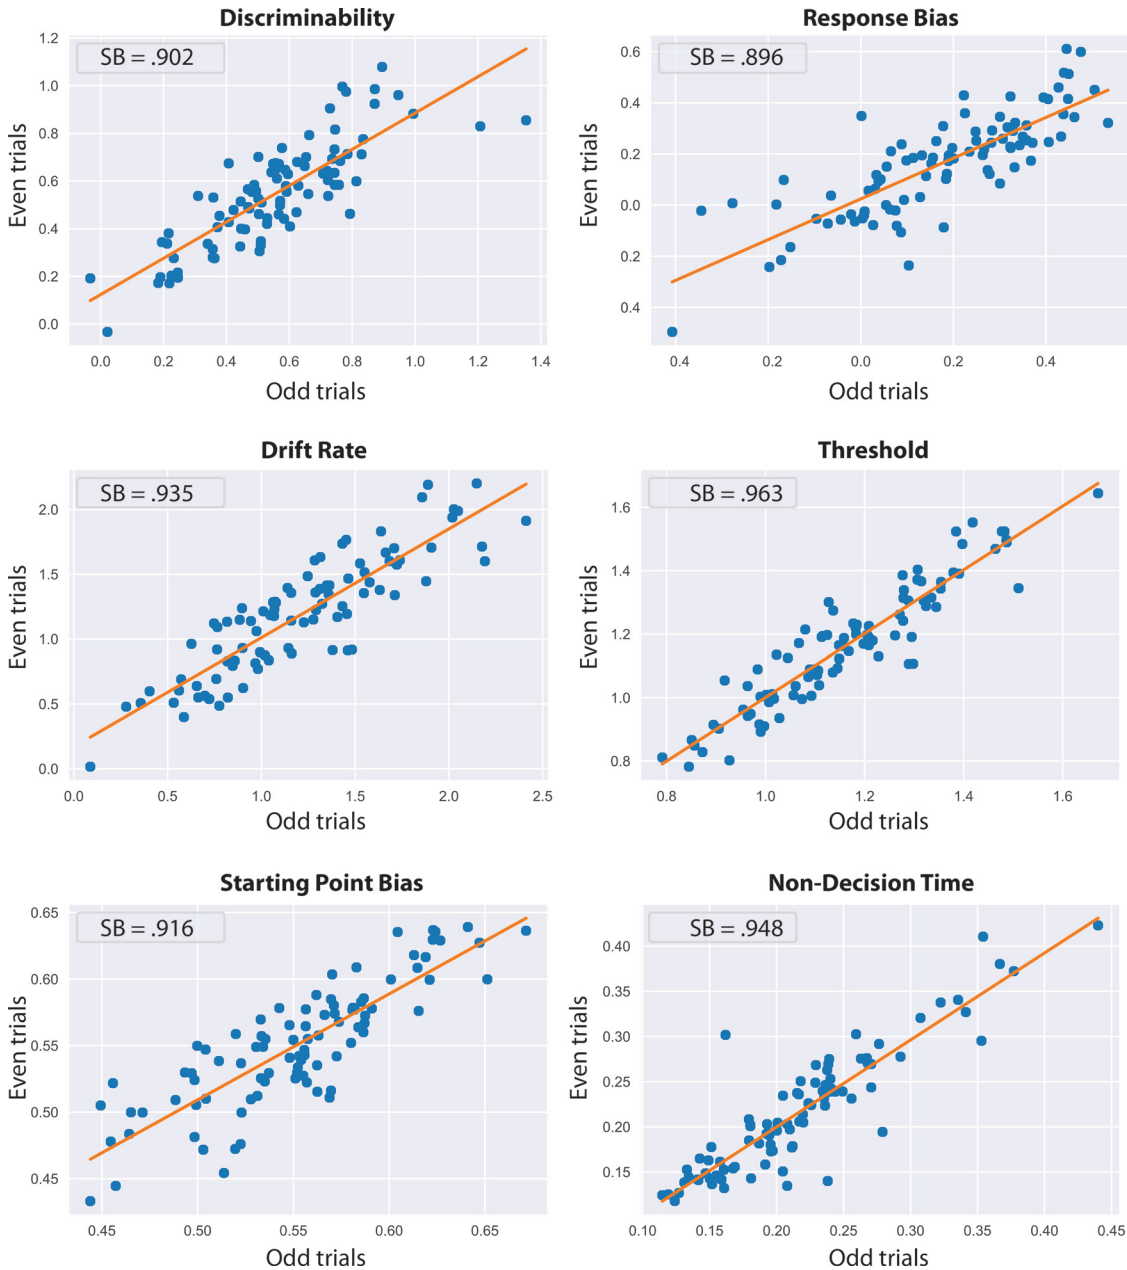 Discriminability
SB = .902
Even trials
1.2
1.0
0.8
0.6
0.4
0.2
0.0
0.0 0.2 0.4 0.6 0.8 1.0 1.2 1.4
Odd trials
Response Bias
SB = .896
Even trials
0.6
0.4
0.2
0.0
0.2
0.4
0.4 0.2 0.0 0.2 0.4
Odd trials
Drift Rate
SB = .935
Even trials
2.0
1.5
1.0
0.5
0.0
0.0 0.5 1.0 1.5 2.0 2.5
Odd trials
Threshold
SB = .963
Even trials
1.6
1.4
1.2
1.0
0.8
0.8 1.0 1.2 1.4 1.6
Odd trials
Starting Point Bias
SB = .916
Even trials
0.65
0.60
0.55
0.50
0.45
0.45 0.50 0.55 0.60 0.65
Odd trials
Non-Decision Time
SB = .948
Even trials
0.40
0.35
0.30
0.25
0.20
0.15
0.10 0.15 0.20 0.25 0.30 0.35 0.40 0.45
Odd trials